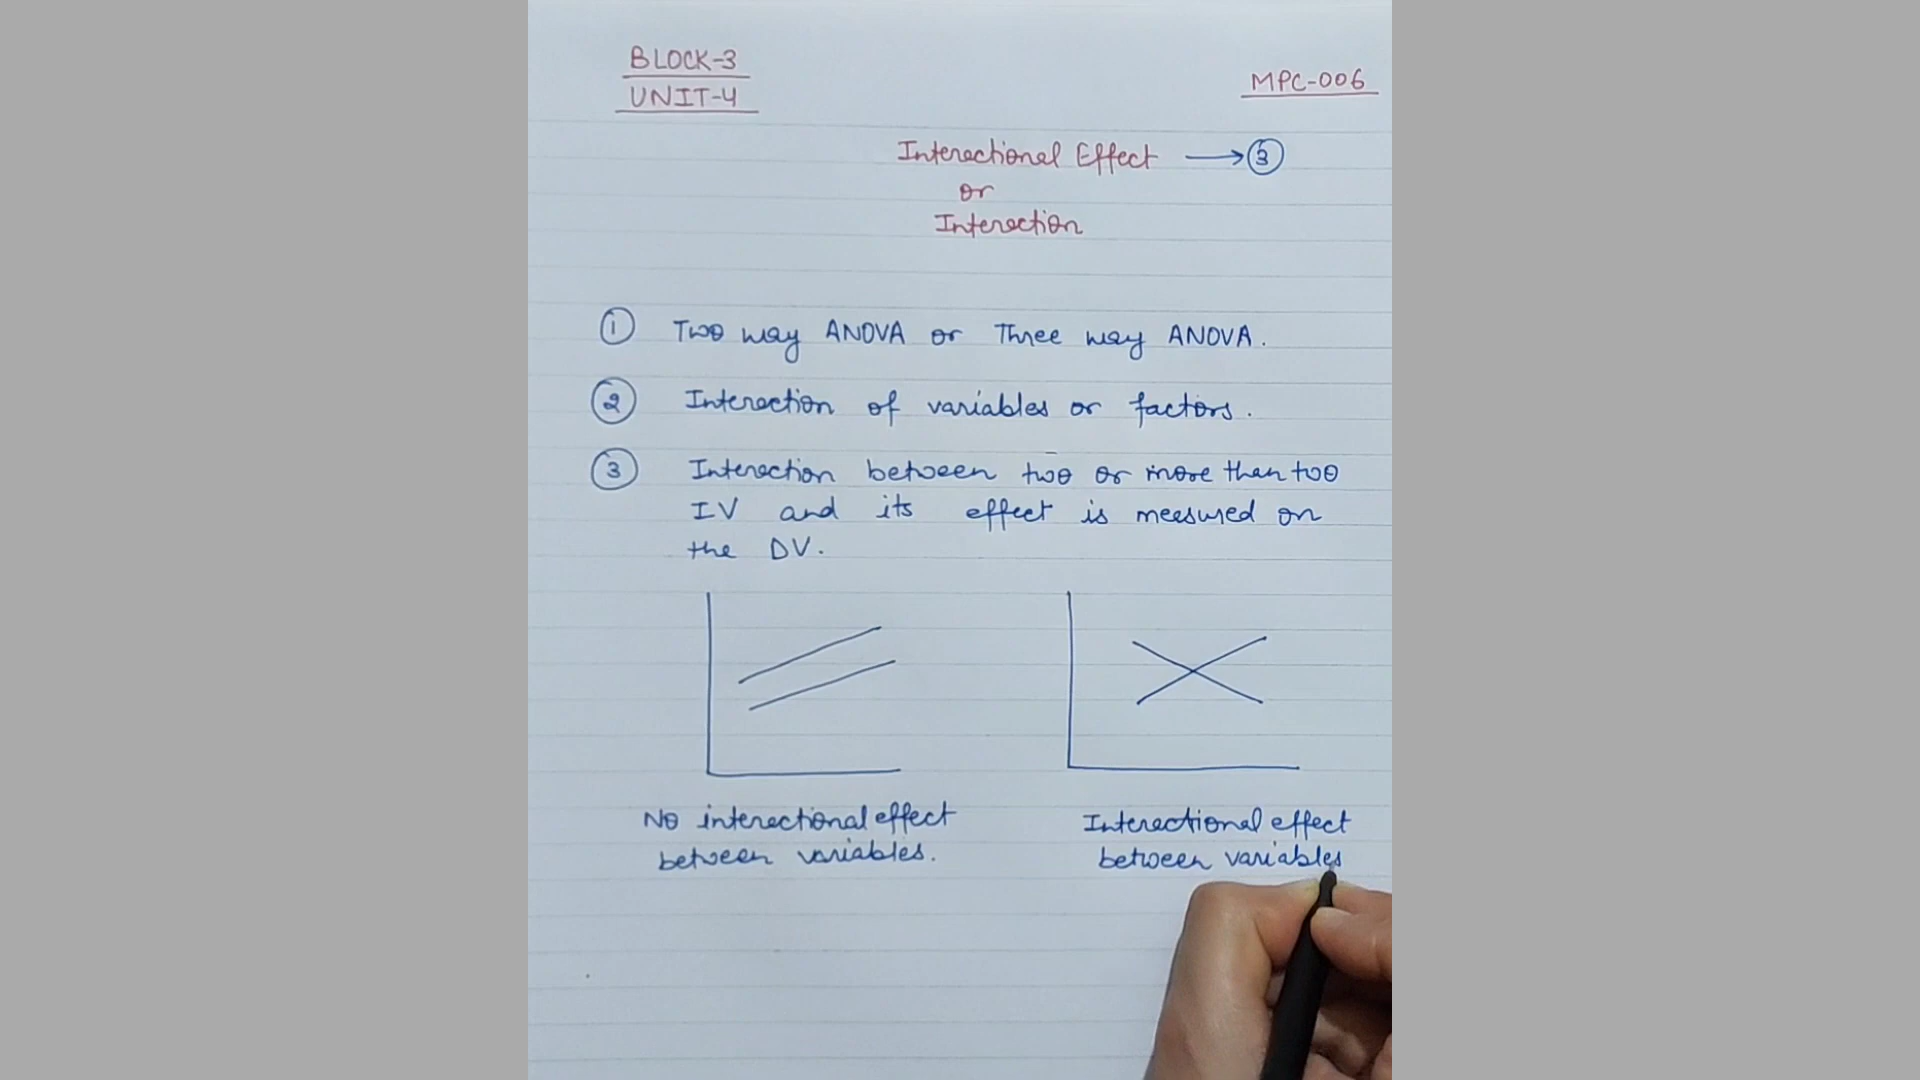 BLOCK-3
UNIT-4
MPC-006
Interactional Effect → 3
or
Interaction
1 Two way ANOVA or Three way ANOVA.
2 Interaction of variables or factors.
3 Interaction between two or more than two
IV and its effect is measured on
the DV.
No interactional effect
between variables.
Interactional effect
between variables